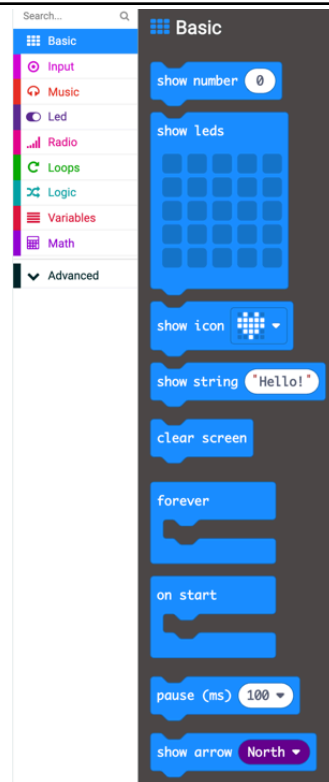 Search...
Basic
Input
Music
Led
Radio
Loops
Logic
Variables
Math
Advanced
Basic
show number 0
show leds
show icon
show string "Hello!"
clear screen
forever
on start
pause (ms) 100
show arrow North